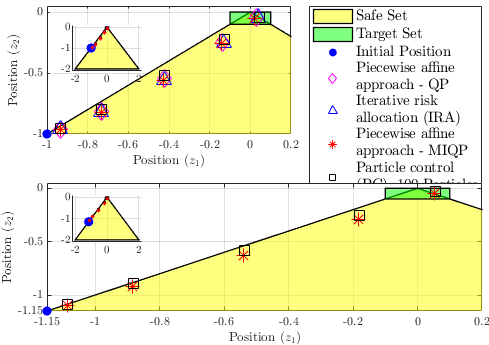 0
-0.5
-1
Position (z₂)
0
-1
-2
-2
0
2
-1
-0.8
-0.6
-0.4
-0.2
0
0.2
Position (z₁)
Safe Set
Target Set
Initial Position
Piecewise affine
approach - QP
Iterative risk
allocation (IRA)
Piecewise affine
approach - MIQP
Particle control
(PC) - 100 Particles
0
-0.5
-1
-1.15
Position (z₂)
0
-1
-2
-2
0
2
-1.15
-1
-0.8
-0.6
-0.4
-0.2
0
0.2
Position (z₁)